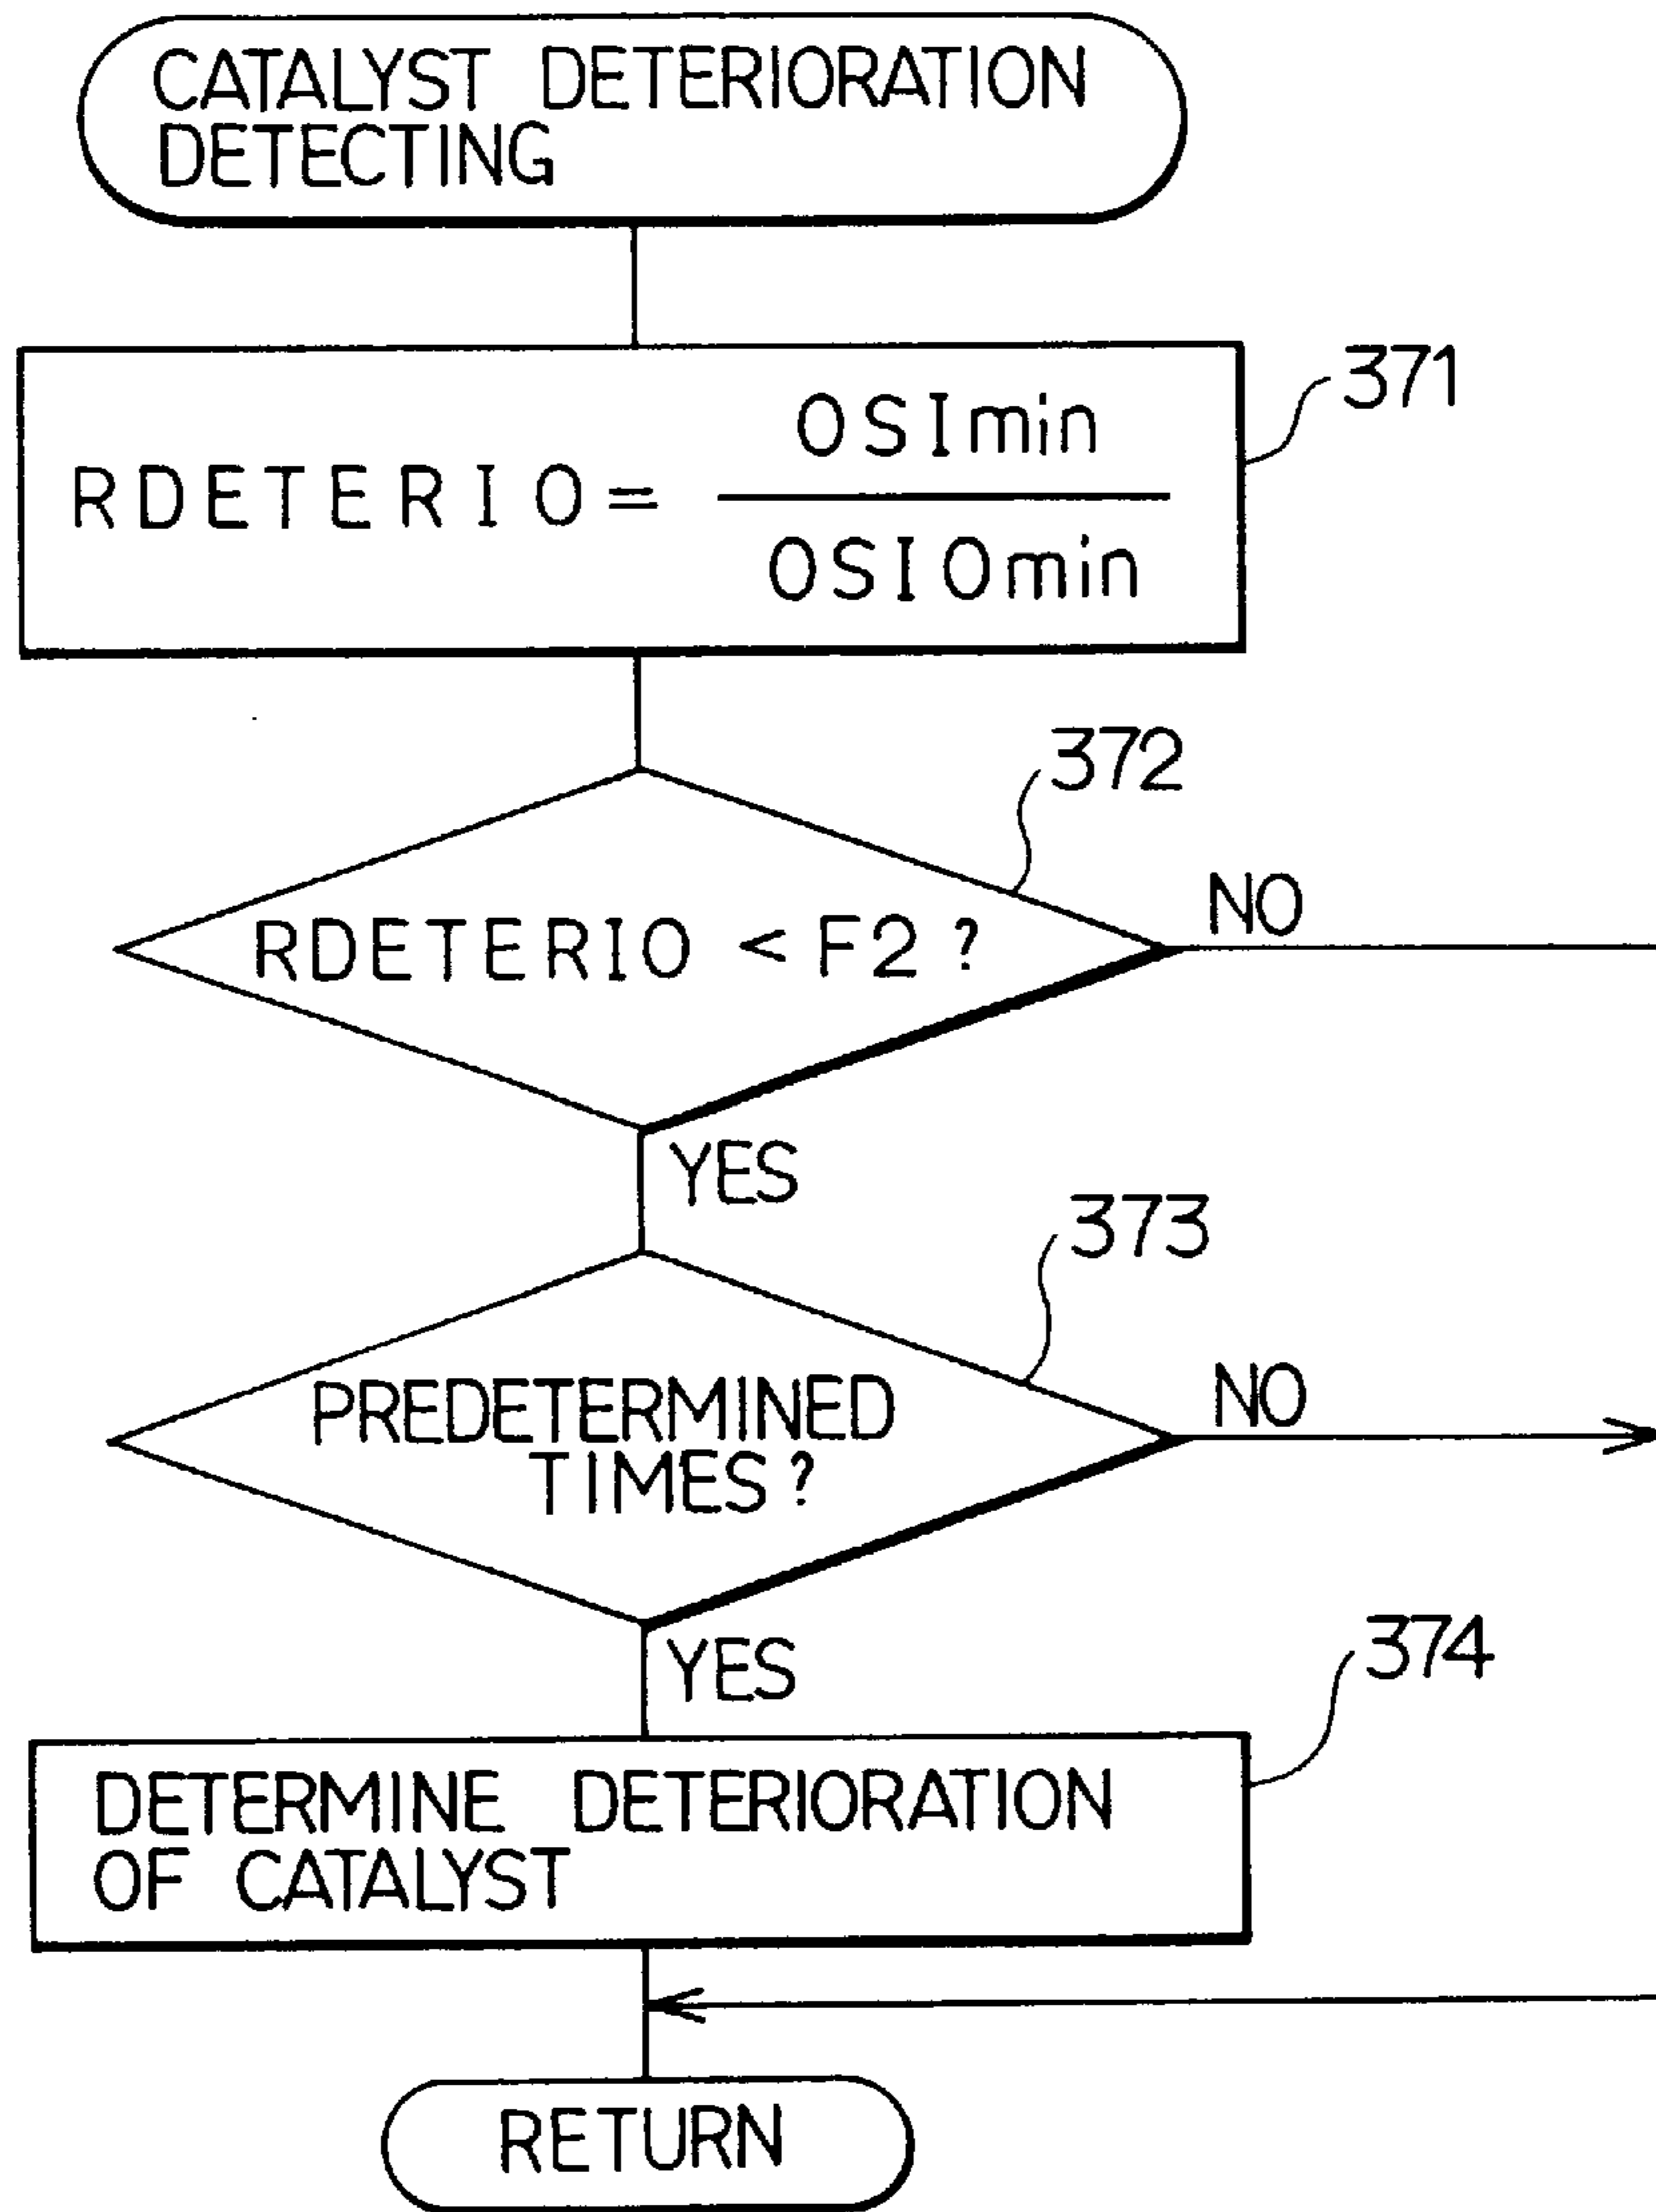 CATALYST DETERIORATION
DETECTING
371
OSImin
RDETERIO=
OSIOmin
372
NO
RDETERIO < F2 ?
YES
373
NO
PREDETERMINED
TIMES?
YES
374
DETERMINE DETERIORATION
OF CATALYST
RETURN